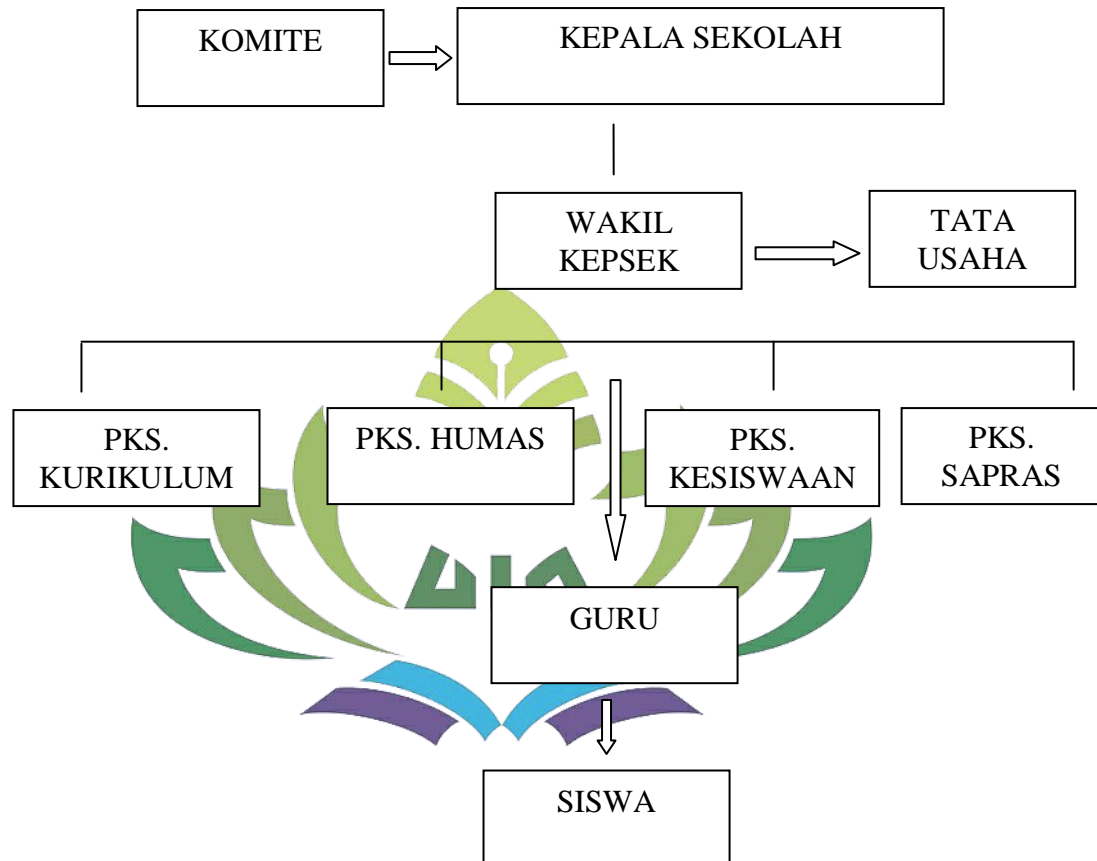 KOMITE
KEPALA SEKOLAH
WAKIL
KEPSEK
TATA
USAHA
PKS.
KURIKULUM
PKS. HUMAS
PKS.
KESISWAAN
PKS.
SAPRAS
GURU
SISWA